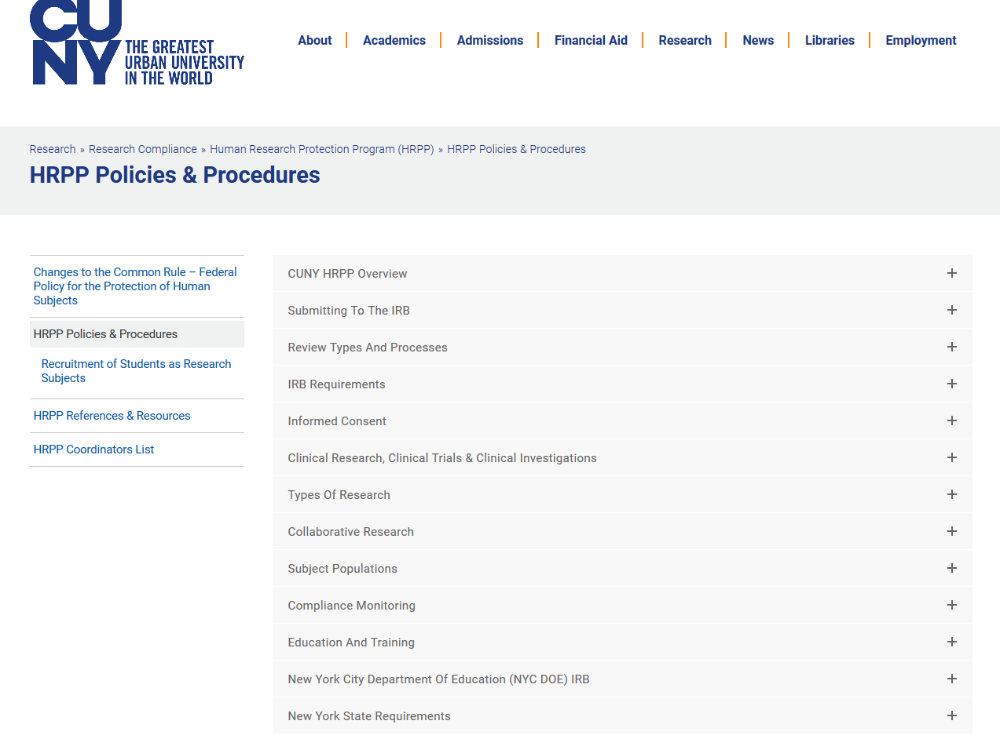 CU
NY
THE GREATEST
URBAN UNIVERSITY
IN THE WORLD
About
Academics
Admissions
Financial Aid
Research
News
Libraries
Employment
Research » Research Compliance » Human Research Protection Program (HRPP) » HRPP Policies & Procedures
HRPP Policies & Procedures
Changes to the Common Rule – Federal
Policy for the Protection of Human
Subjects
HRPP Policies & Procedures
Recruitment of Students as Research
Subjects
HRPP References & Resources
HRPP Coordinators List
CUNY HRPP Overview
Submitting To The IRB
Review Types And Processes
IRB Requirements
Informed Consent
Clinical Research, Clinical Trials & Clinical Investigations
Types Of Research
Collaborative Research
Subject Populations
Compliance Monitoring
Education And Training
New York City Department Of Education (NYC DOE) IRB
New York State Requirements